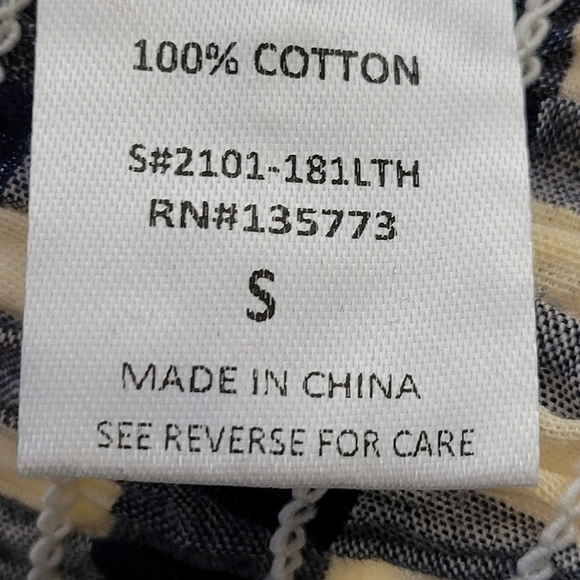 100% COTTON
S#2101-181LTH
RN#135773
S
MADE IN CHINA
SEE REVERSE FOR CARE